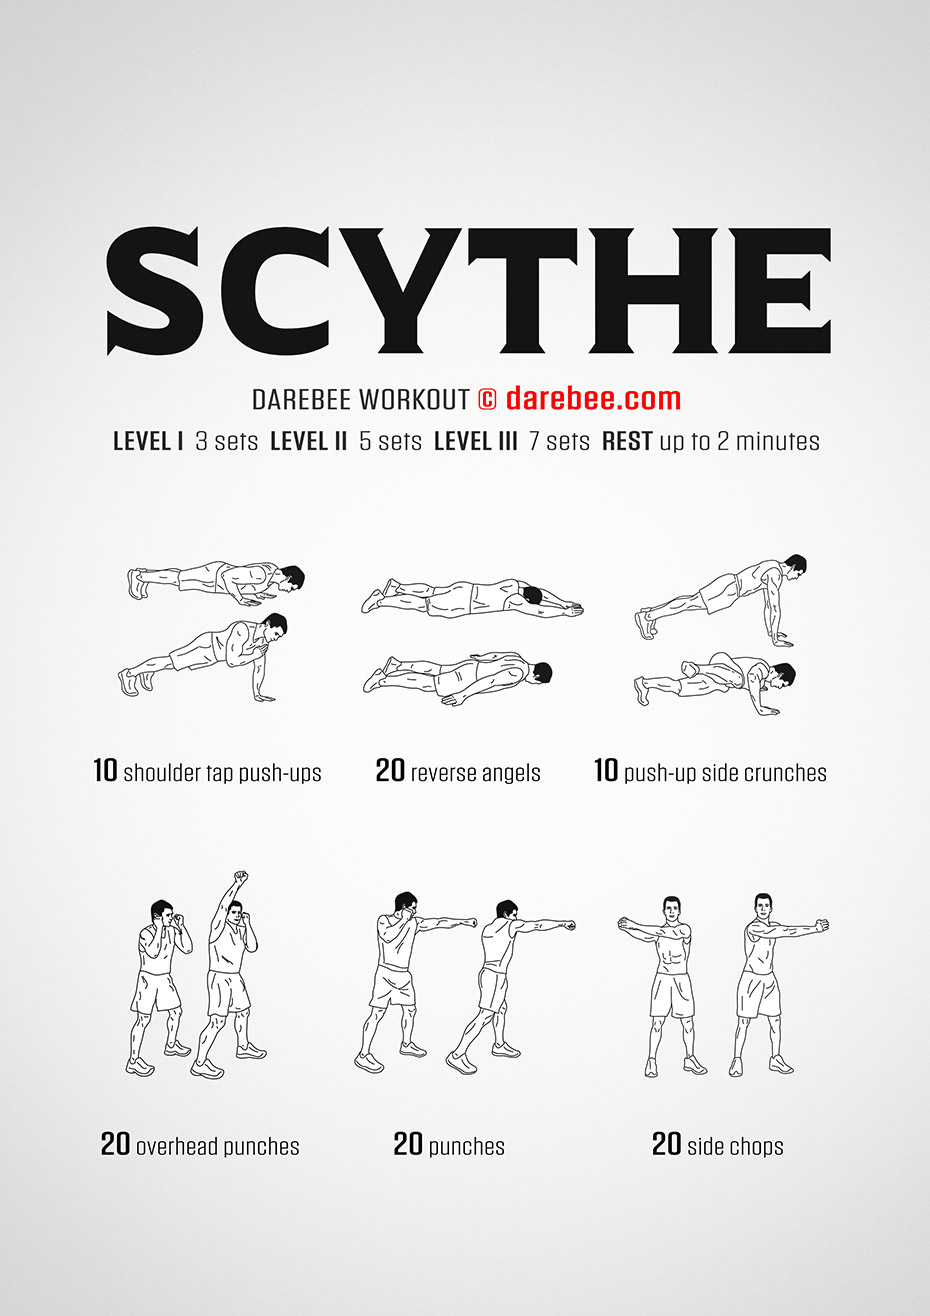 SCYTHE
DAREBEE WORKOUT © darebee.com
LEVEL I 3 sets LEVEL II 5 sets LEVEL III 7 sets REST up to 2 minutes
10 shoulder tap push-ups
20 reverse angels
10 push-up side crunches
20 overhead punches
20 punches
20 side chops